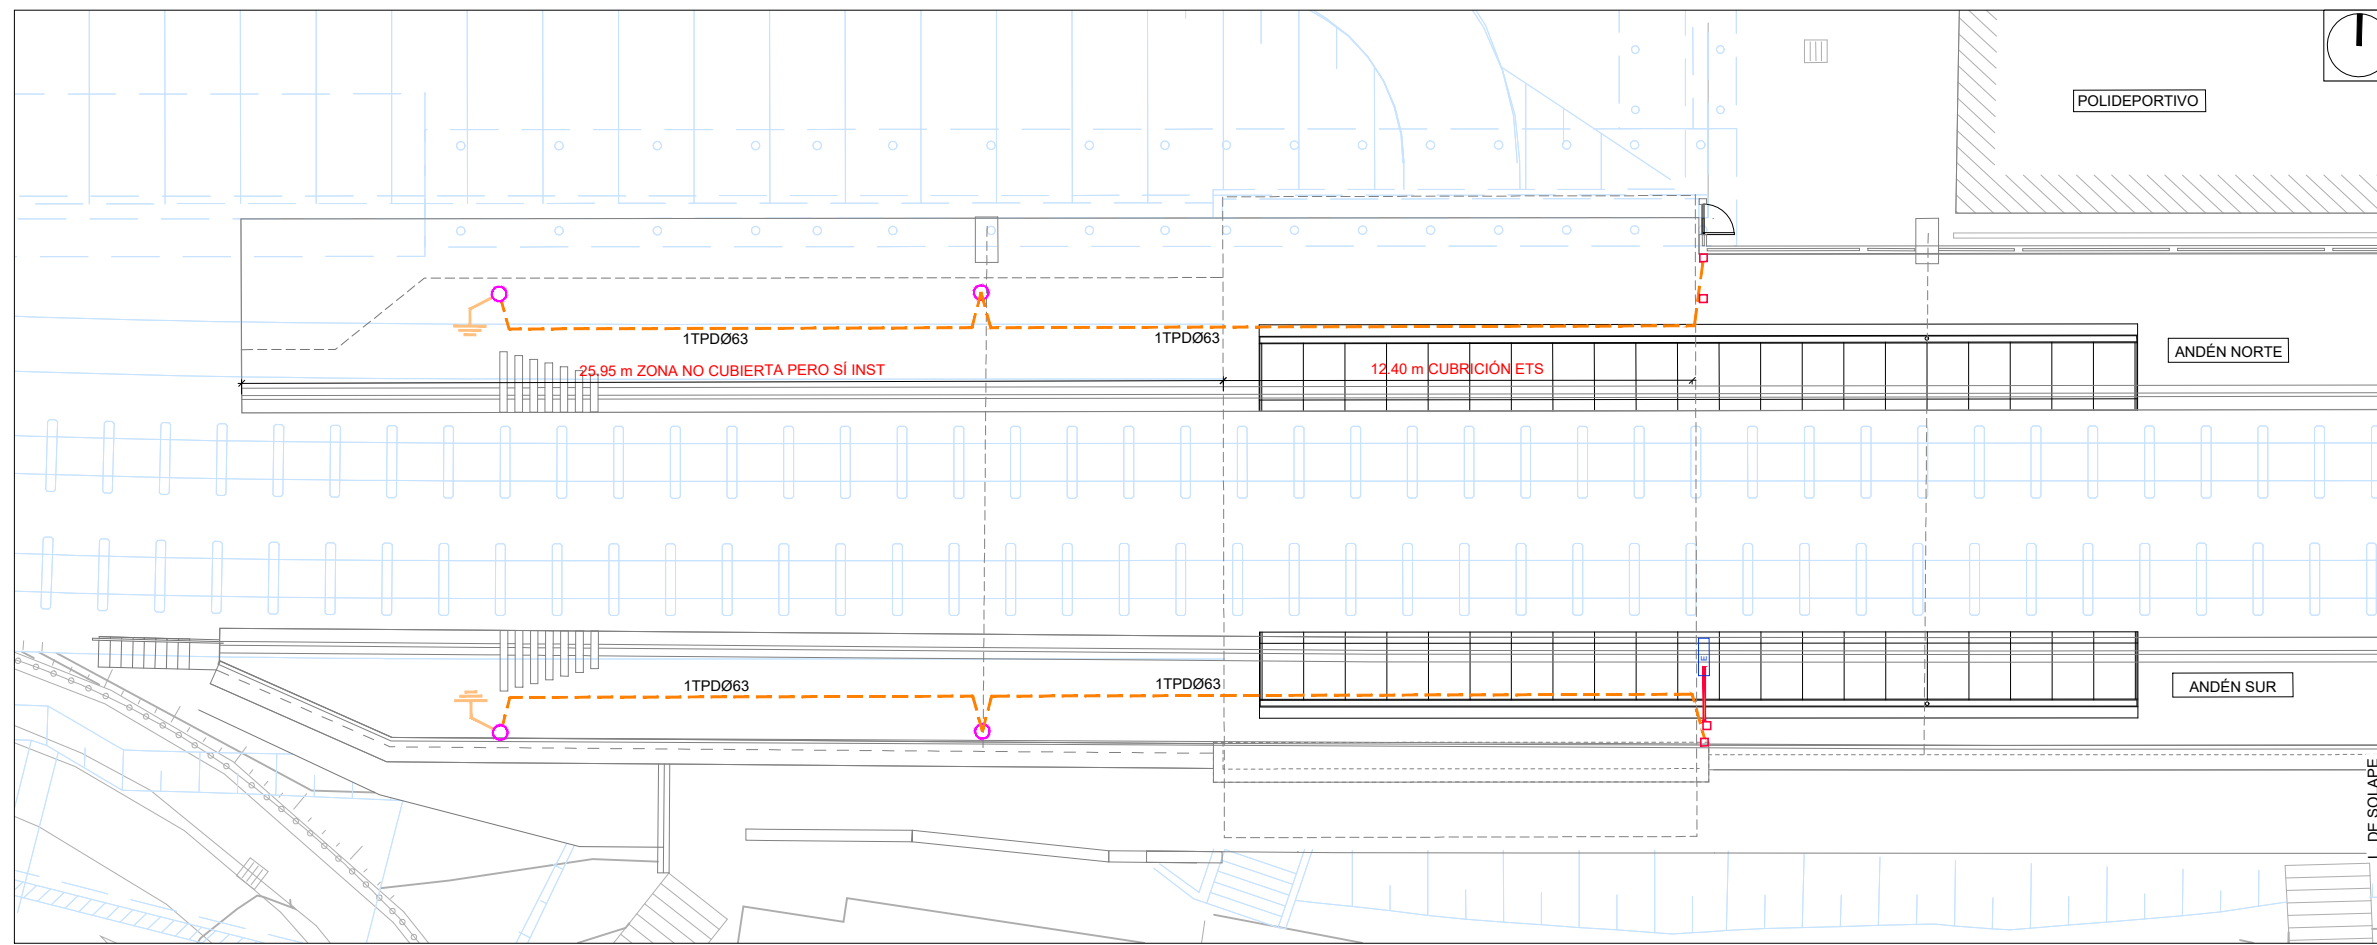 POLIDEPORTIVO
1TPDØ63
1TPDØ63
ANDÉN NORTE
25.95 m ZONA NO CUBIERTA PERO SÍ INST
12.40 m CUBRICIÓN ETS
E
1TPDØ63
1TPDØ63
ANDÉN SUR
DE SOLAPE